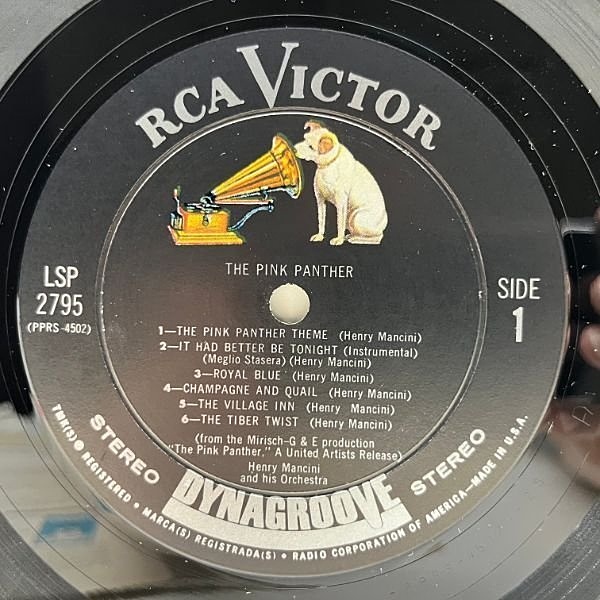 RCA VICTOR
THE PINK PANTHER
LSP
2795
(PPRS-4502)
SIDE
1
1—THE PINK PANTHER THEME (Henry Mancini)
2—IT HAD BETTER BE TONIGHT (Instrumental)
(Meglio Stasera) (Henry Mancini)
3—ROYAL BLUE (Henry Mancini)
4—CHAMPAGNE AND QUAIL (Henry Mancini)
5—THE VILLAGE INN (Henry Mancini)
6—THE TIBER TWIST (Henry Mancini)
(from the Mirisch-G & E production
"The Pink Panther," A United Artists Release)
Henry Mancini
and his Orchestra
STEREO
DYNAGROOVE
STEREO
TMK(S) ® REGISTERED • MARCA(S) REGISTRADA(S) • RADIO CORPORATION OF AMERICA—MADE IN U.S.A.